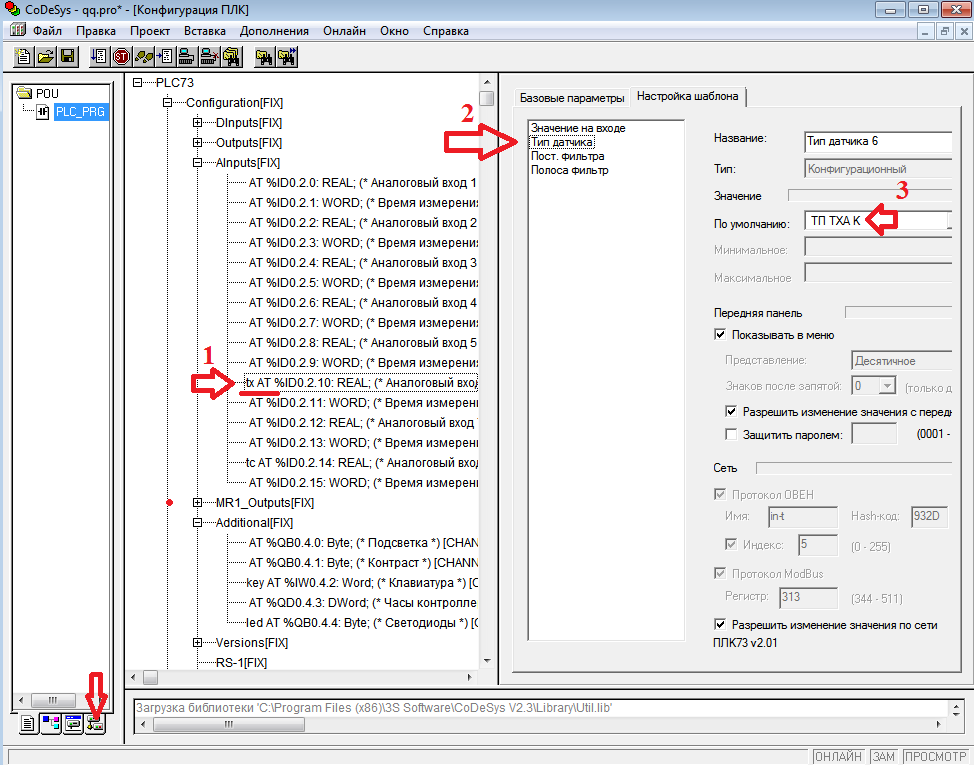 CoDeSys - qq.pro* - [Конфигурация ПЛК]
Файл Правка Проект Вставка Дополнения Онлайн Окно Справка
POU
PLC_PRG
PLC73
Configuration[FIX]
DInputs[FIX]
Outputs[FIX]
AInputs[FIX]
AT %ID0.2.0: REAL; (* Аналоговый вход 1
AT %ID0.2.1: WORD; (* Время измерения
AT %ID0.2.2: REAL; (* Аналоговый вход 2
AT %ID0.2.3: WORD; (* Время измерения
AT %ID0.2.4: REAL; (* Аналоговый вход 3
AT %ID0.2.5: WORD; (* Время измерения
AT %ID0.2.6: REAL; (* Аналоговый вход 4
AT %ID0.2.7: WORD; (* Время измерения
AT %ID0.2.8: REAL; (* Аналоговый вход 5
AT %ID0.2.9: WORD; (* Время измерения
1
tx AT %ID0.2.10: REAL; (* Аналоговый вход
AT %ID0.2.11: WORD; (* Время измерен
AT %ID0.2.12: REAL; (* Аналоговый вход
AT %ID0.2.13: WORD; (* Время измерен
tc AT %ID0.2.14: REAL; (* Аналоговый вход
AT %ID0.2.15: WORD; (* Время измерен
MR1_Outputs[FIX]
Additional[FIX]
AT %QB0.4.0: Byte; (* Подсветка *) [CHAN
AT %QB0.4.1: Byte; (* Контраст *) [CHANN
key AT %IW0.4.2: Word; (* Клавиатура *) [C
AT %QD0.4.3: DWord; (* Часы контролле
led AT %QB0.4.4: Byte; (* Светодиоды *) [C
Versions[FIX]
RS-1[FIX]
Базовые параметры Настройка шаблона
2
Значение на входе
Тип датчика
Пост. фильтра
Полоса фильтр
Название: Тип датчика 6
Тип: Конфигурационный
Значение
3
По умолчанию: ТП ТХА К
Минимальное:
Максимальное
Передняя панель
Показывать в меню
Представление: Десятичное
Знаков после запятой: 0 (только д
Разрешить изменение значения с перед
Защитить паролем: (0001 -
Сеть
Протокол ОВЕН
Имя: in-t Hash-код: 932D
Индекс: 5 (0 - 255)
Протокол ModBus
Регистр: 313 (344 - 511)
Разрешить изменение значения по сети
ПЛК73 v2.01
Загрузка библиотеки 'C:\Program Files (x86)\3S Software\CoDeSys V2.3\Library\Util.lib'
ОНЛАЙН ЗАМ ПРОСМОТР